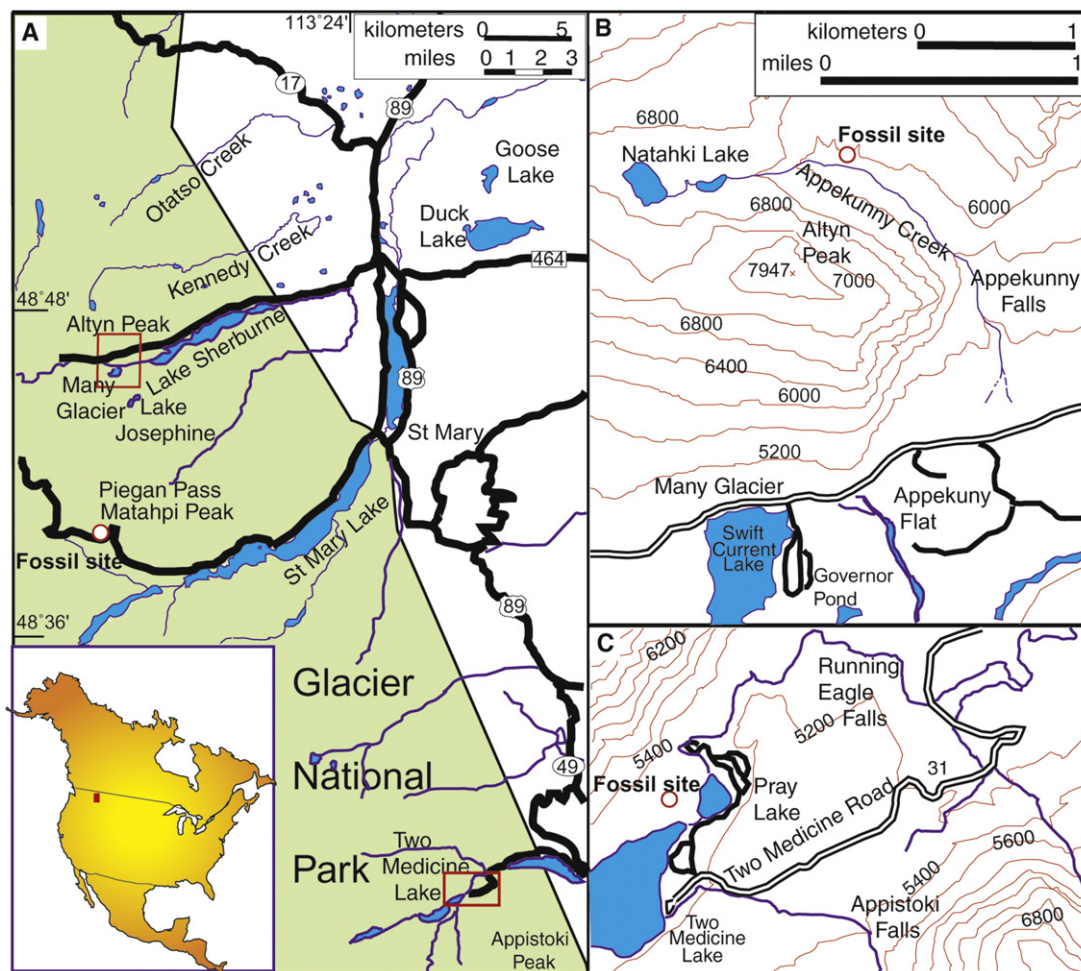 A
113°24'
kilometers 0 5
miles
0 1 2 3
17
89
Goose
Lake
Duck
Lake
Otatso Creek
Kennedy Creek
464
48°48'
Altyn Peak
Lake Sherburne
Many
Glacier
Lake
Josephine
89
St Mary
Piegan Pass
Matahpi Peak
Fossil site
St Mary Lake
48°36'
89
Glacier
National
49
Park
Two
Medicine
Lake
Appistoki
Peak
B
kilometers 0 1
miles 0 1
6800
Fossil site
Natahki Lake
Appekunny Creek
6000
6800
Altyn
Peak
7947
7000
Appekunny
Falls
6800
6400
6000
5200
Many Glacier
Appekuny
Flat
Swift
Current
Lake
Governor
Pond
C
6200
Running
Eagle
Falls
5200
5400
Fossil site
31
Pray
Lake
Two Medicine Road
5600
5400
Appistoki
Falls
6800
Two
Medicine
Lake